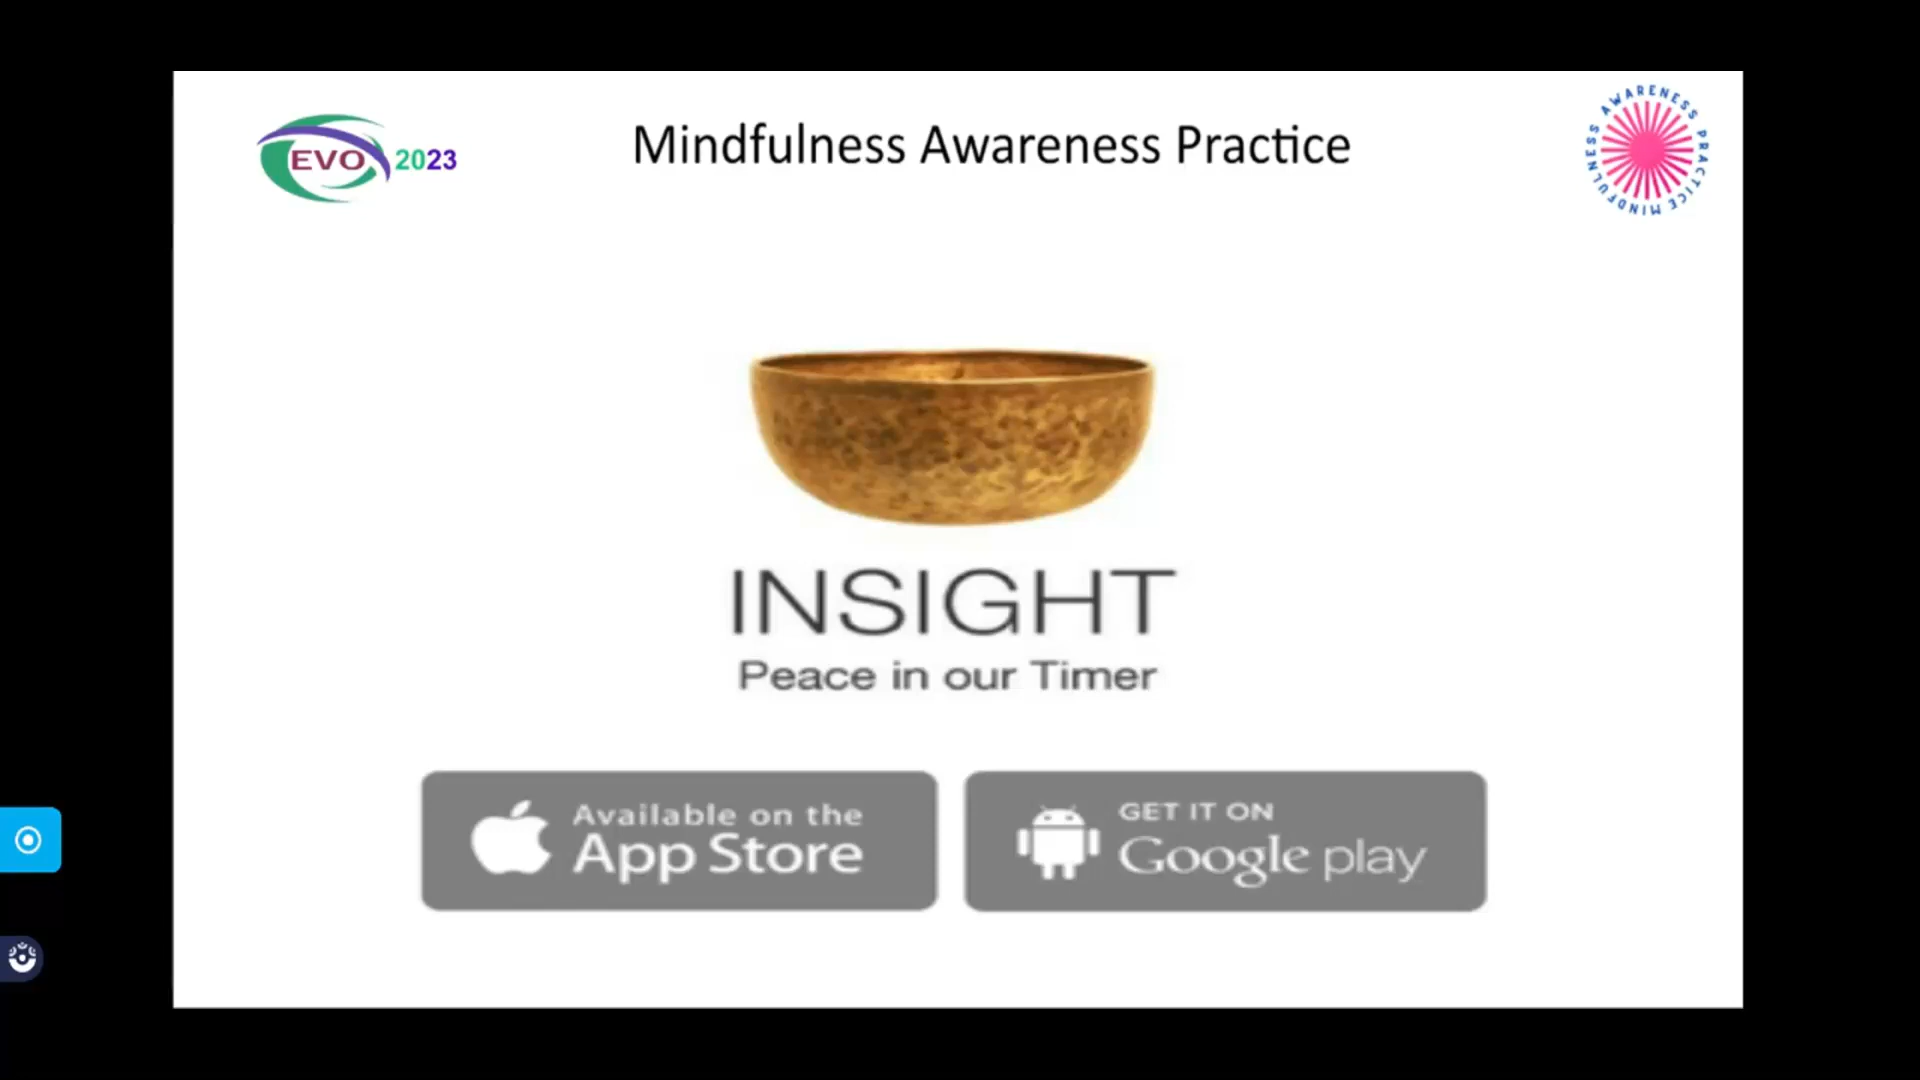 EVO 2023
Mindfulness Awareness Practice
MINDFULNESS AWARENESS PRACTICE
INSIGHT
Peace in our Timer
Available on the
App Store
GET IT ON
Google play